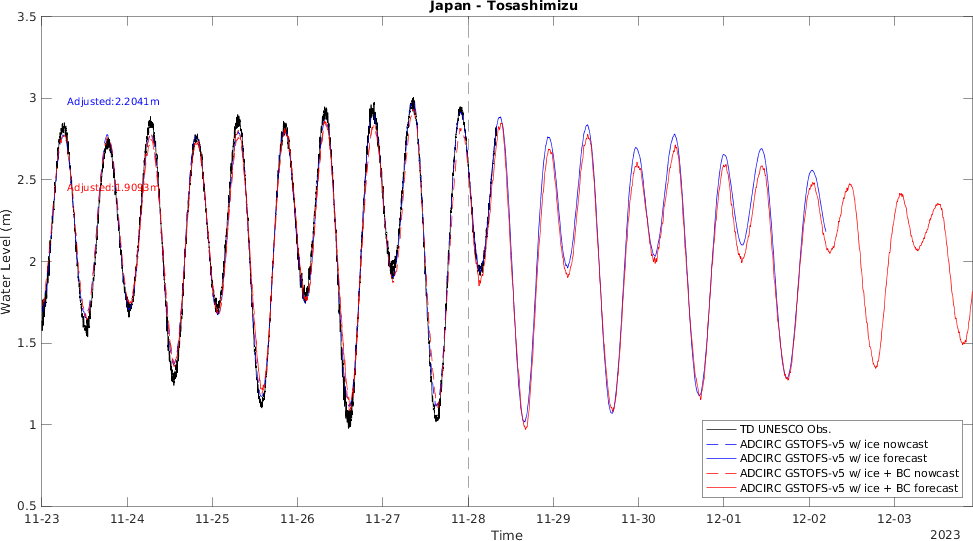 Japan - Tosashimizu
3.5
3
2.5
2
1.5
1
0.5
Water Level (m)
Adjusted:2.2041m
Adjusted:1.9093m
TD UNESCO Obs.
ADCIRC GSTOFS-v5 w/ ice nowcast
ADCIRC GSTOFS-v5 w/ ice forecast
ADCIRC GSTOFS-v5 w/ ice + BC nowcast
ADCIRC GSTOFS-v5 w/ ice + BC forecast
11-23 11-24 11-25 11-26 11-27 11-28 11-29 11-30 12-01 12-02 12-03
Time
2023